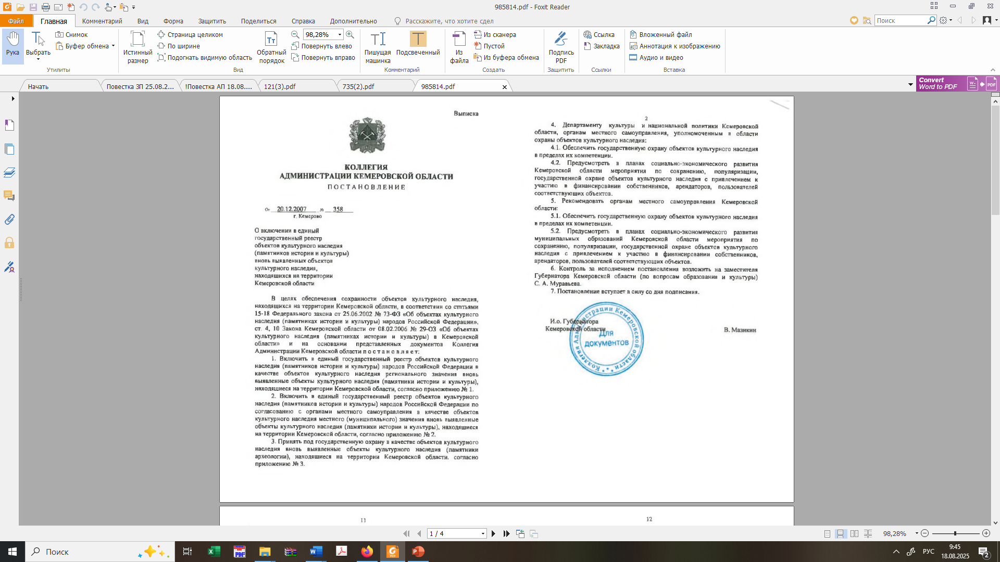 985814.pdf - Foxit Reader
Файл
Главная
Комментарий
Вид
Форма
Защитить
Поделиться
Справка
Дополнительно
Расскажите, что хотите сдел
Поиск
Рука
Выбрать
Снимок
Буфер обмена
Утилиты
Истинный размер
Страница целиком
По ширине
Подогнать видимую область
Обратный порядок
98,28%
Повернуть влево
Повернуть вправо
Вид
Пишущая машинка
Подсвеченный
Комментарий
Из файла
Из сканера
Пустой
Из буфера обмена
Создать
Подпись PDF
Защитить
Ссылка
Закладка
Ссылки
Вложенный файл
Аннотация к изображению
Аудио и видео
Вставка
Начать
Повестка ЗП 25.08.2...
!Повестка АП 18.08....
121(3).pdf
735(2).pdf
985814.pdf
Convert
Word to PDF
Выписка
КОЛЛЕГИЯ
АДМИНИСТРАЦИИ КЕМЕРОВСКОЙ ОБЛАСТИ
ПОСТАНОВЛЕНИЕ
От 20.12.2007 № 358
г. Кемерово
О включении в единый
государственный реестр
объектов культурного наследия
(памятников истории и культуры)
вновь выявленных объектов
культурного наследия,
находящихся на территории
Кемеровской области
В целях обеспечения сохранности объектов культурного наследия,
находящихся на территории Кемеровской области, в соответствии со статьями
15-18 Федерального закона от 25.06.2002 № 73-ФЗ «Об объектах культурного
наследия (памятниках истории и культуры) народов Российской Федерации»,
ст. 4, 10 Закона Кемеровской области от 08.02.2006 № 29-ОЗ «Об объектах
культурного наследия (памятниках истории и культуры) в Кемеровской
области» и на основании представленных документов Коллегия
Администрации Кемеровской области п о с т а н о в л я е т:
1. Включить в единый государственный реестр объектов культурного
наследия (памятников истории и культуры) народов Российской Федерации в
качестве объектов культурного наследия регионального значения вновь
выявленные объекты культурного наследия (памятники истории и культуры),
находящиеся на территории Кемеровской области, согласно приложению № 1.
2. Включить в единый государственный реестр объектов культурного
наследия (памятников истории и культуры) народов Российской Федерации по
согласованию с органами местного самоуправления в качестве объектов
культурного наследия местного (муниципального) значения вновь выявленные
объекты культурного наследия (памятники истории и культуры), находящиеся
на территории Кемеровской области, согласно приложению № 2.
3. Принять под государственную охрану в качестве объектов культурного
наследия вновь выявленные объекты культурного наследия (памятники
археологии), находящиеся на территории Кемеровской области, согласно
приложению № 3.
2
4. Департаменту культуры и национальной политики Кемеровской
области, органам местного самоуправления, уполномоченным в области
охраны объектов культурного наследия:
4.1. Обеспечить государственную охрану объектов культурного наследия
в пределах их компетенции.
4.2. Предусмотреть в планах социально-экономического развития
Кемеровской области мероприятия по сохранению, популяризации,
государственной охране объектов культурного наследия с привлечением к
участию в финансировании собственников, арендаторов, пользователей
соответствующих объектов.
5. Рекомендовать органам местного самоуправления Кемеровской
области:
5.1. Обеспечить государственную охрану объектов культурного наследия
в пределах их компетенции.
5.2. Предусмотреть в планах социально-экономического развития
муниципальных образований Кемеровской области мероприятия по
сохранению, популяризации, государственной охране объектов культурного
наследия с привлечением к участию в финансировании собственников,
арендаторов, пользователей соответствующих объектов.
6. Контроль за исполнением постановления возложить на заместителя
Губернатора Кемеровской области (по вопросам образования и культуры)
С. А. Муравьева.
7. Постановление вступает в силу со дня подписания.
И.о. Губернатора
Кемеровской области
В. Мазикин
Коллегия Администрации Кемеровской области
Для
документов
11
12
1 / 4
98,28%
Поиск
РУС
9:45
18.08.2025
2